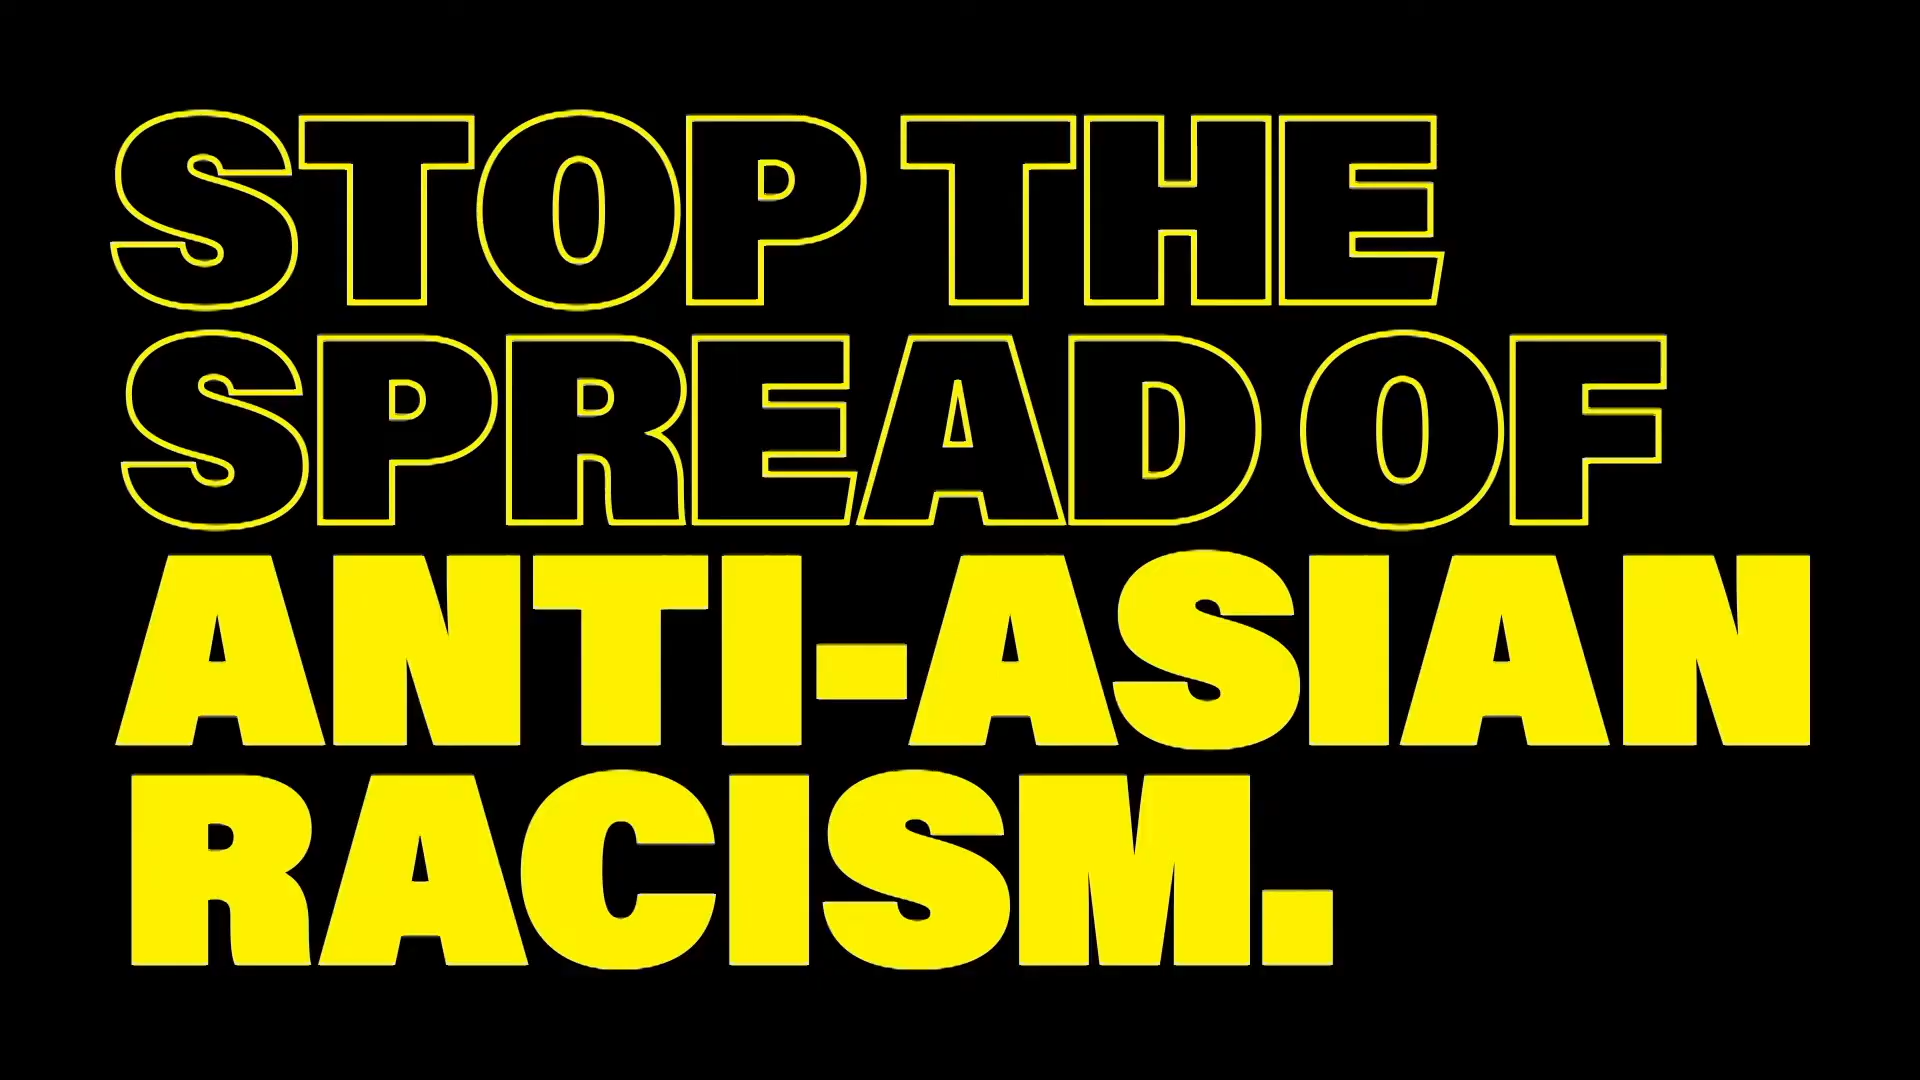 STOP THE
SPREAD OF
ANTI-ASIAN
RACISM.